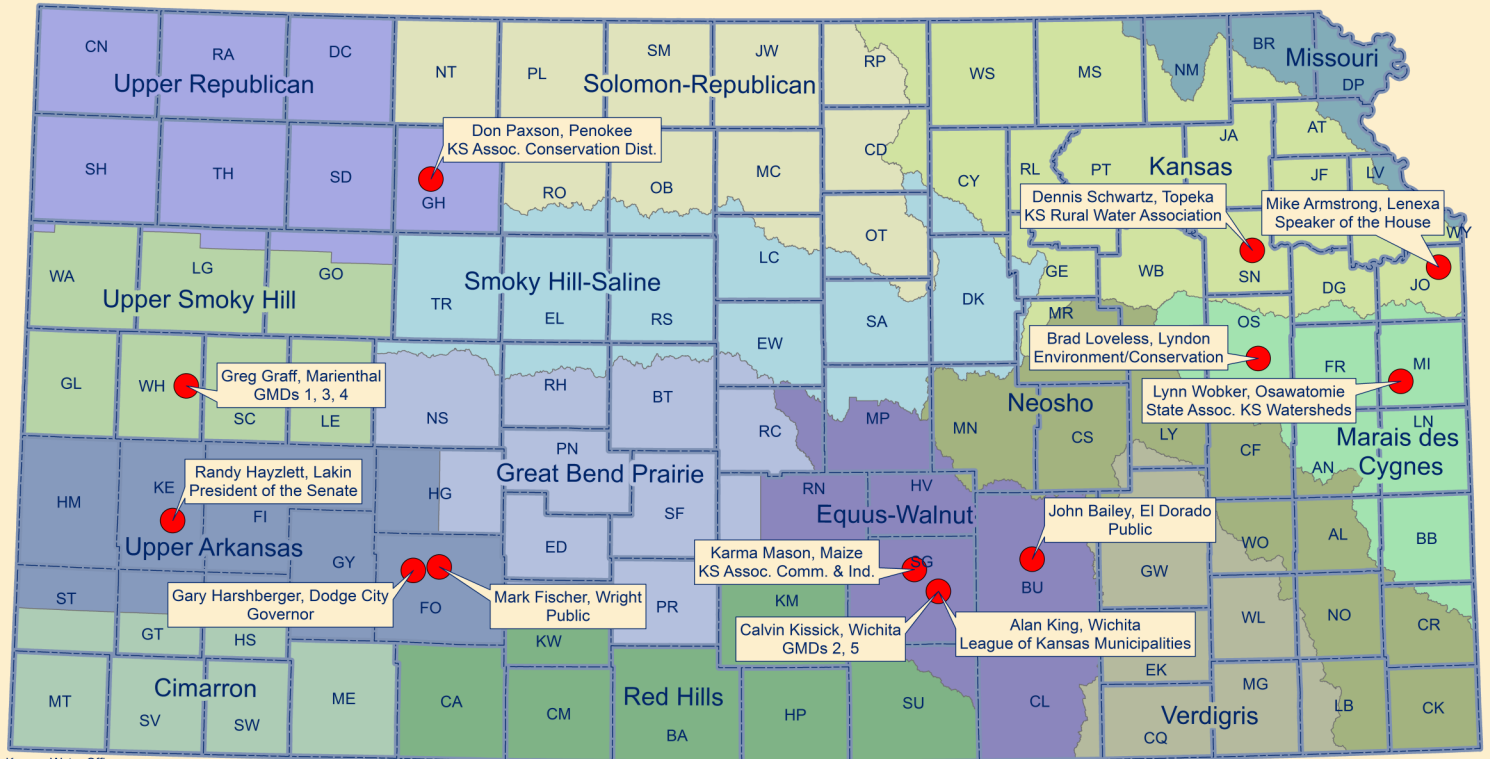 CN
RA
DC
NT
PL
SM
JW
RP
WS
MS
NM
BR
DP
Upper Republican
Solomon-Republican
Missouri
Don Paxson, Penokee
KS Assoc. Conservation Dist.
SH
TH
SD
GH
RO
OB
MC
CD
CY
RL
PT
JA
AT
JF
LV
WY
Kansas
Dennis Schwartz, Topeka
KS Rural Water Association
Mike Armstrong, Lenexa
Speaker of the House
WA
LG
GO
Upper Smoky Hill
TR
EL
RS
Smoky Hill-Saline
LC
OT
DK
GE
WB
SN
DG
JO
GL
WH
SC
LE
Greg Graff, Marienthal
GMDs 1, 3, 4
NS
RH
BT
EW
SA
MR
OS
FR
MI
Brad Loveless, Lyndon
Environment/Conservation
Lynn Wobker, Osawatomie
State Assoc. KS Watersheds
RC
MP
MN
CS
LY
CF
AN
LN
Neosho
Marais des
Cygnes
HM
KE
FI
HG
PN
Randy Hayzlett, Lakin
President of the Senate
Great Bend Prairie
SF
RN
HV
Equus-Walnut
Upper Arkansas
GY
ED
Karma Mason, Maize
KS Assoc. Comm. & Ind.
SG
John Bailey, El Dorado
Public
BU
GW
WO
AL
BB
ST
Gary Harshberger, Dodge City
Governor
FO
Mark Fischer, Wright
Public
PR
KM
Calvin Kissick, Wichita
GMDs 2, 5
Alan King, Wichita
League of Kansas Municipalities
WL
NO
CR
GT
HS
KW
EK
Cimarron
MT
SV
SW
ME
CA
CM
Red Hills
BA
HP
SU
CL
Verdigris
CQ
MG
LB
CK